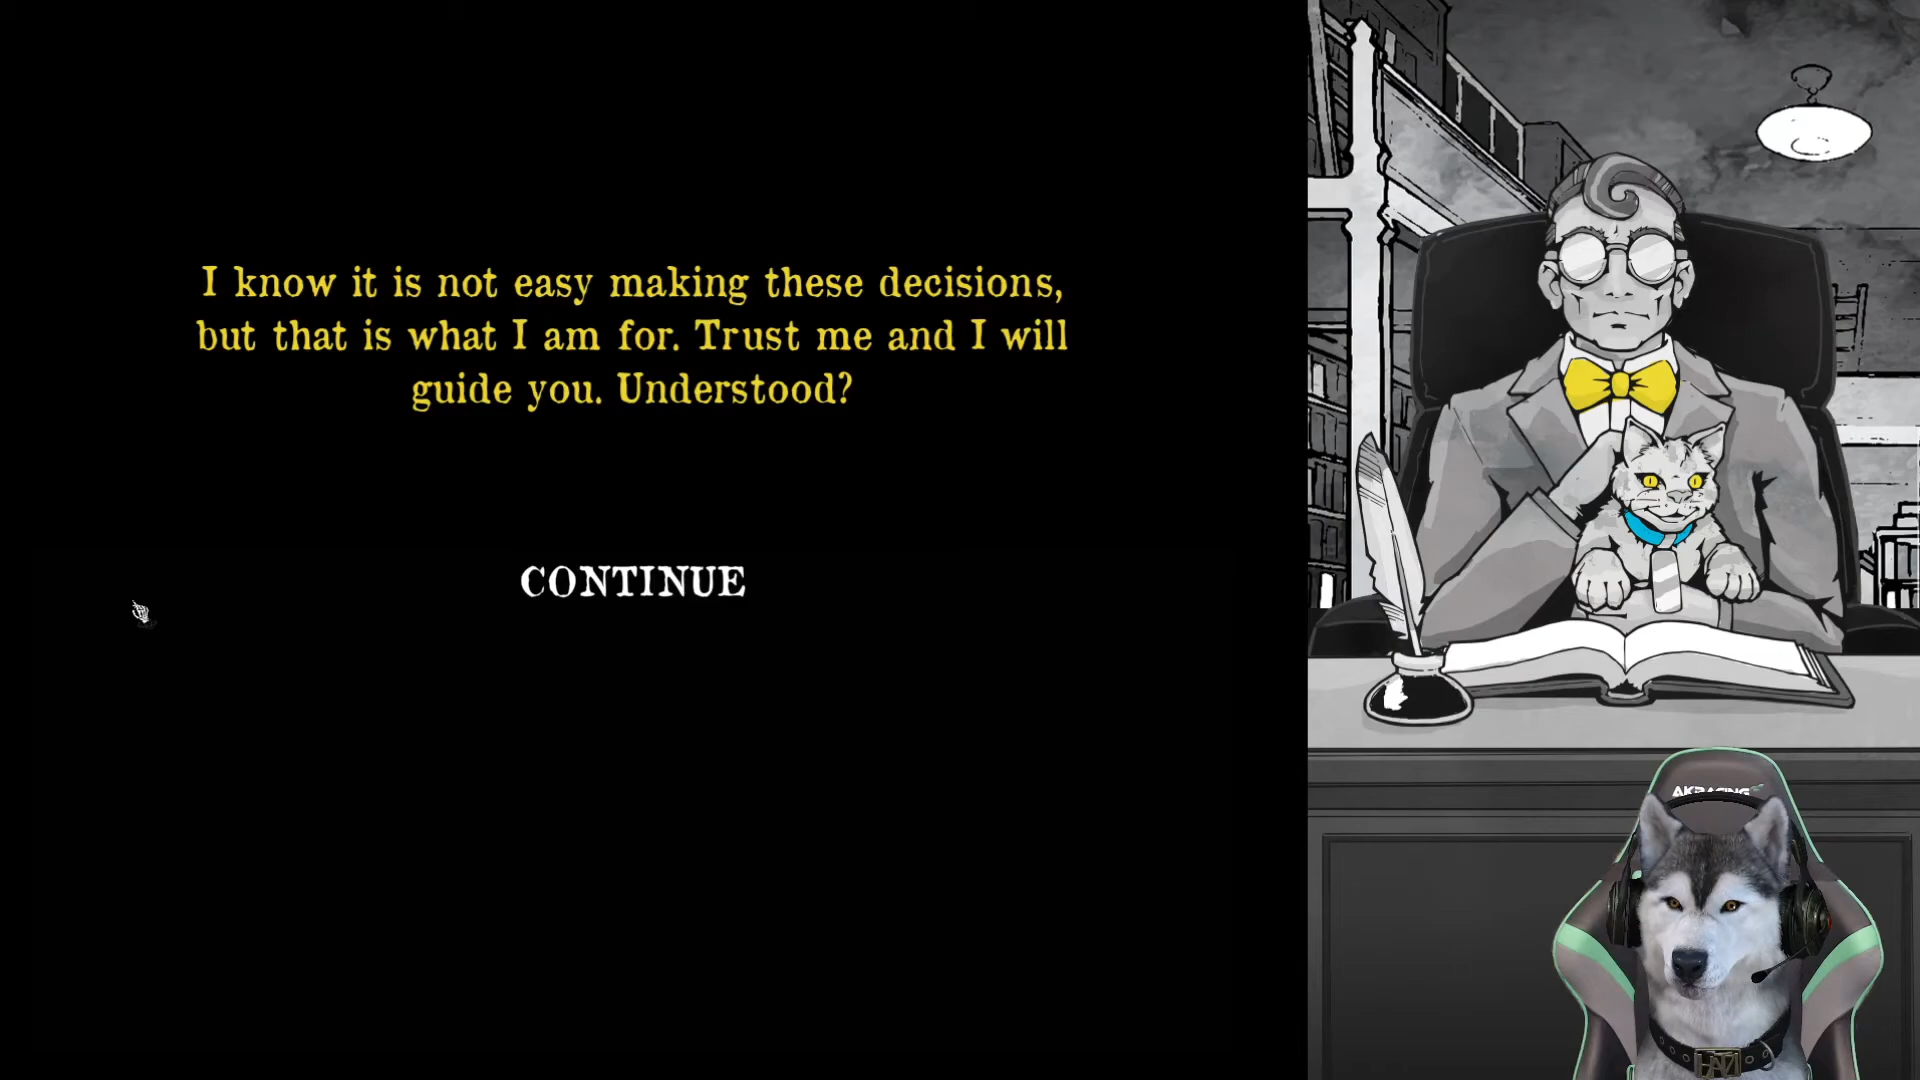 I know it is not easy making these decisions,
but that is what I am for. Trust me and I will
guide you. Understood?
CONTINUE
AKRACING